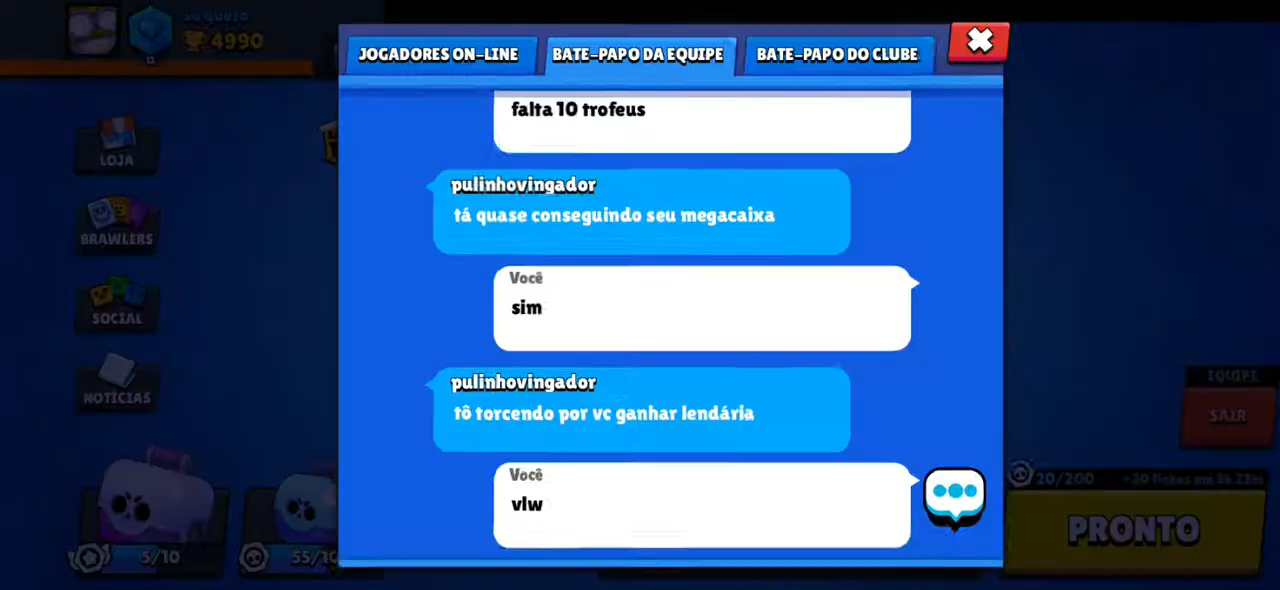 4990
JOGADORES ON-LINE
BATE-PAPO DA EQUIPE
BATE-PAPO DO CLUBE
falta 10 trofeus
pulinhovingador
tá quase conseguindo seu megacaixa
Você
sim
pulinhovingador
tô torcendo por vc ganhar lendária
Você
vlw
LOJA
BRAWLERS
SOCIAL
NOTÍCIAS
5/10
EQUIPE
SAIR
20/200
PRONTO